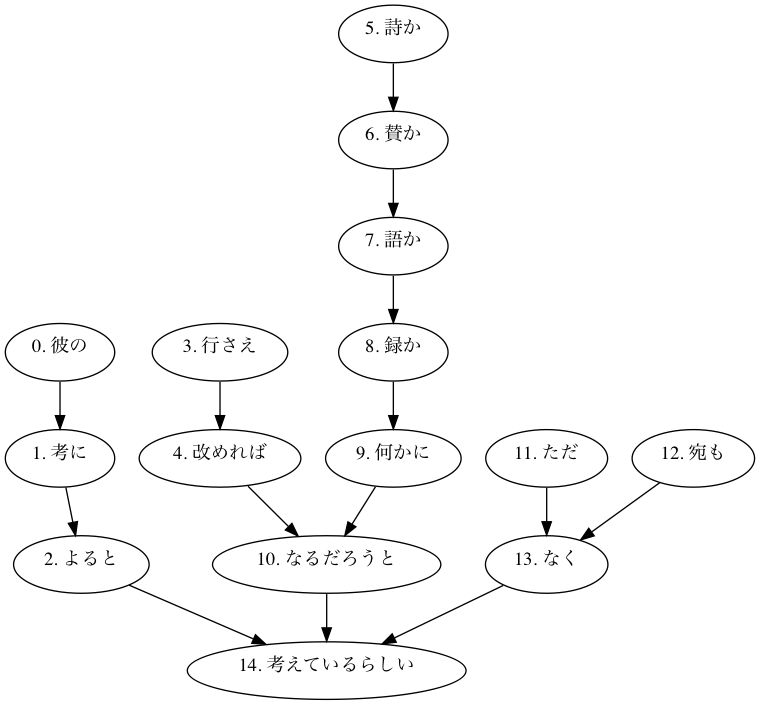 5. 詩か
6. 賛か
7. 語か
0. 彼の
3. 行さえ
8. 録か
1. 考に
4. 改めれば
9. 何かに
11. ただ
12. 宛も
2. よると
10. なるだろうと
13. なく
14. 考えているらしい